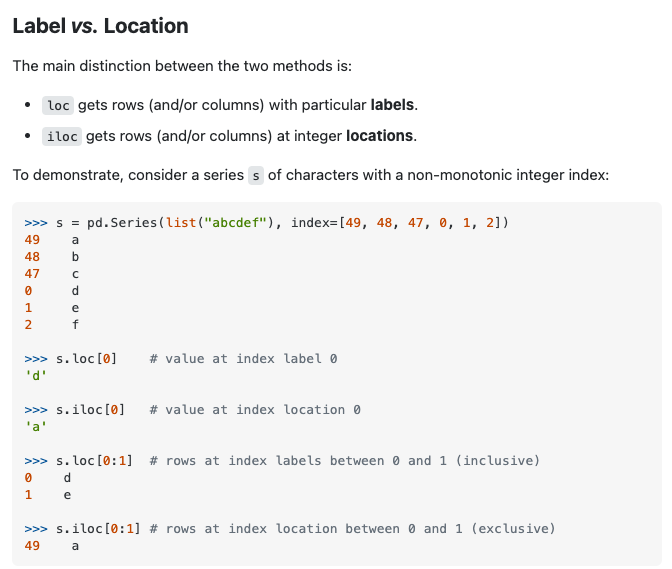 Label vs. Location
The main distinction between the two methods is:
• loc gets rows (and/or columns) with particular labels.
• iloc gets rows (and/or columns) at integer locations.
To demonstrate, consider a series s of characters with a non-monotonic integer index:
>>> s = pd.Series(list("abcdef"), index=[49, 48, 47, 0, 1, 2])
49    a
48    b
47    c
0     d
1     e
2     f
>>> s.loc[0]    # value at index label 0
'd'
>>> s.iloc[0]   # value at index location 0
'a'
>>> s.loc[0:1]  # rows at index labels between 0 and 1 (inclusive)
0    d
1    e
>>> s.iloc[0:1] # rows at index location between 0 and 1 (exclusive)
49    a